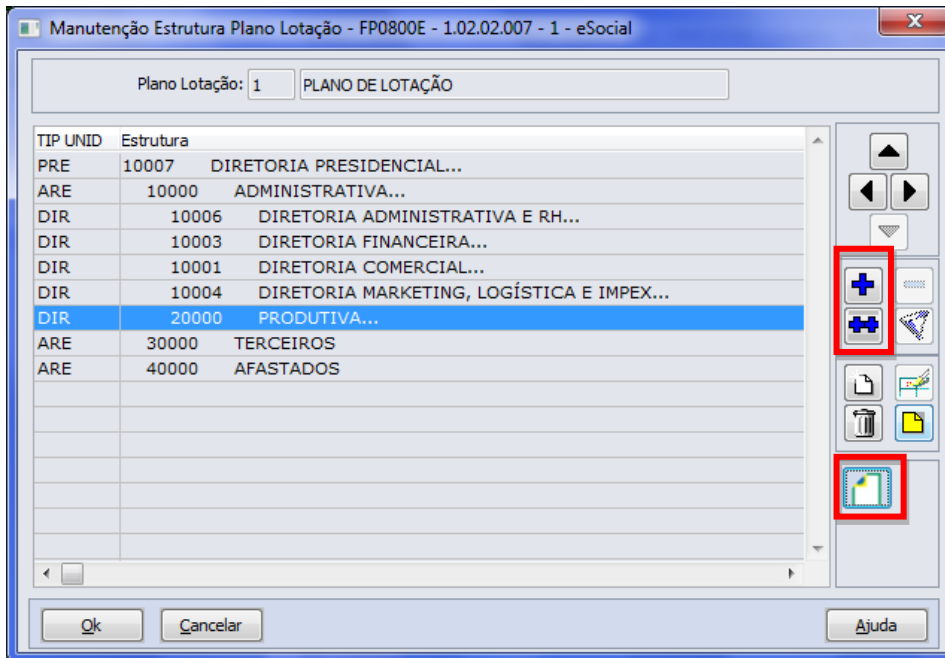 Manutenção Estrutura Plano Lotação - FP0800E - 1.02.02.007 - 1 - eSocial
Plano Lotação: 1 PLANO DE LOTAÇÃO
TIP UNID Estrutura
PRE 10007 DIRETORIA PRESIDENCIAL...
ARE 10000 ADMINISTRATIVA...
DIR 10006 DIRETORIA ADMINISTRATIVA E RH...
DIR 10003 DIRETORIA FINANCEIRA...
DIR 10001 DIRETORIA COMERCIAL...
DIR 10004 DIRETORIA MARKETING, LOGÍSTICA E IMPEX...
DIR 20000 PRODUTIVA...
ARE 30000 TERCEIROS
ARE 40000 AFASTADOS
Ok Cancelar Ajuda